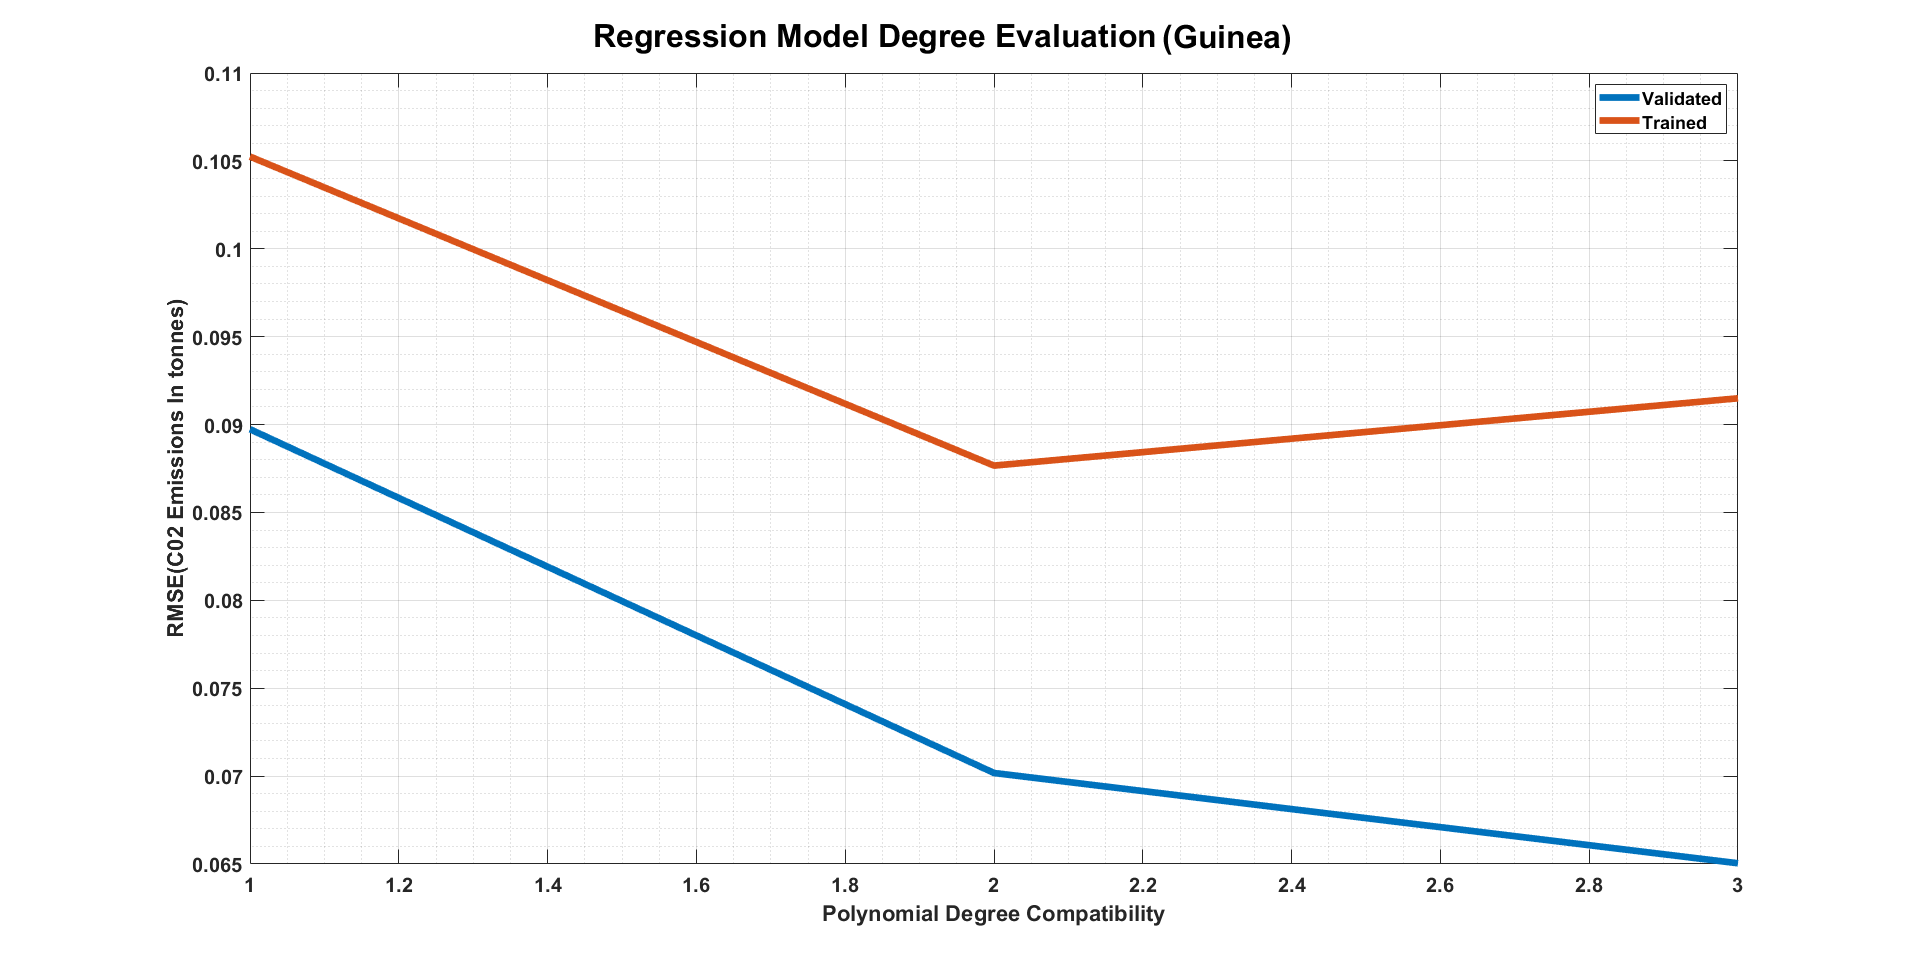 Regression Model Degree Evaluation (Guinea)
Validated
Trained
0.11
0.105
0.1
0.095
0.09
0.085
0.08
0.075
0.07
0.065
RMSE(C02 Emissions In tonnes)
1 1.2 1.4 1.6 1.8 2 2.2 2.4 2.6 2.8 3
Polynomial Degree Compatibility